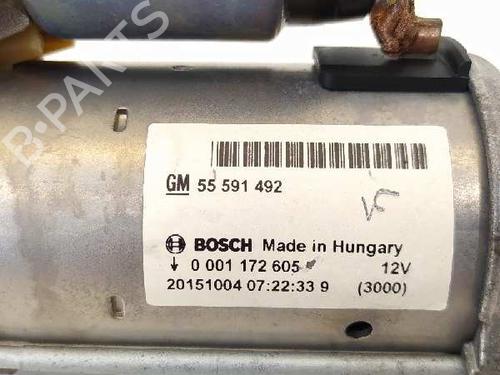 B-PARTS
GM 55 591 492
BOSCH Made in Hungary
0 001 172 605 12V
20151004 07:22:33 9 (3000)